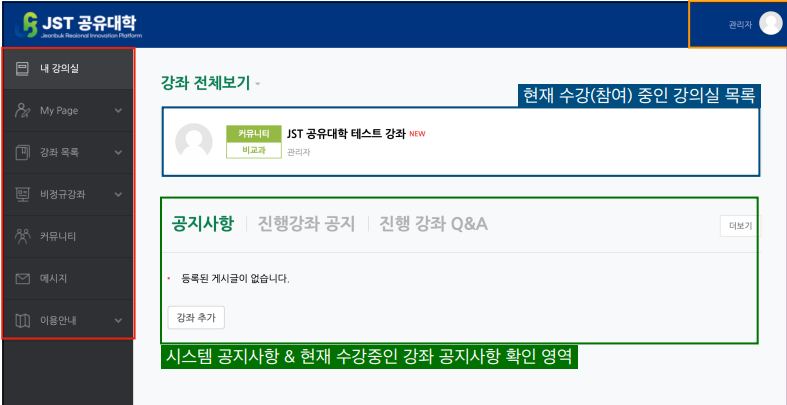 JST 공유대학
Jeonbuk Regional Innovation Platform
관리자
내 강의실
My Page
강좌 목록
비정규강좌
커뮤니티
메시지
이용안내
강좌 전체보기
현재 수강(참여) 중인 강의실 목록
커뮤니티
비교과
JST 공유대학 테스트 강좌 NEW
관리자
공지사항 진행강좌 공지 진행 강좌 Q&A
더보기
등록된 게시글이 없습니다.
강좌 추가
시스템 공지사항 & 현재 수강중인 강좌 공지사항 확인 영역